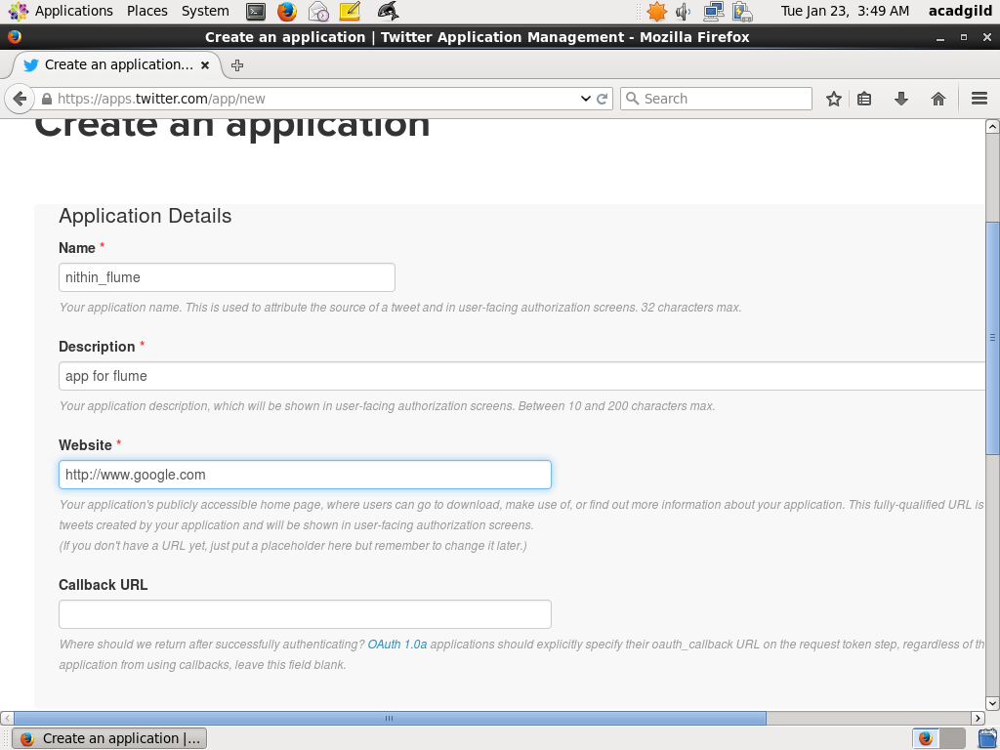 Applications Places System Tue Jan 23, 3:49 AM acadgild
Create an application | Twitter Application Management - Mozilla Firefox
Create an application...
https://apps.twitter.com/app/new Search
Create an application
Application Details
Name *
nithin_flume
Your application name. This is used to attribute the source of a tweet and in user-facing authorization screens. 32 characters max.
Description *
app for flume
Your application description, which will be shown in user-facing authorization screens. Between 10 and 200 characters max.
Website *
http://www.google.com
Your application's publicly accessible home page, where users can go to download, make use of, or find out more information about your application. This fully-qualified URL is
tweets created by your application and will be shown in user-facing authorization screens.
(If you don't have a URL yet, just put a placeholder here but remember to change it later.)
Callback URL
Where should we return after successfully authenticating? OAuth 1.0a applications should explicitly specify their oauth_callback URL on the request token step, regardless of th
application from using callbacks, leave this field blank.
Create an application |...